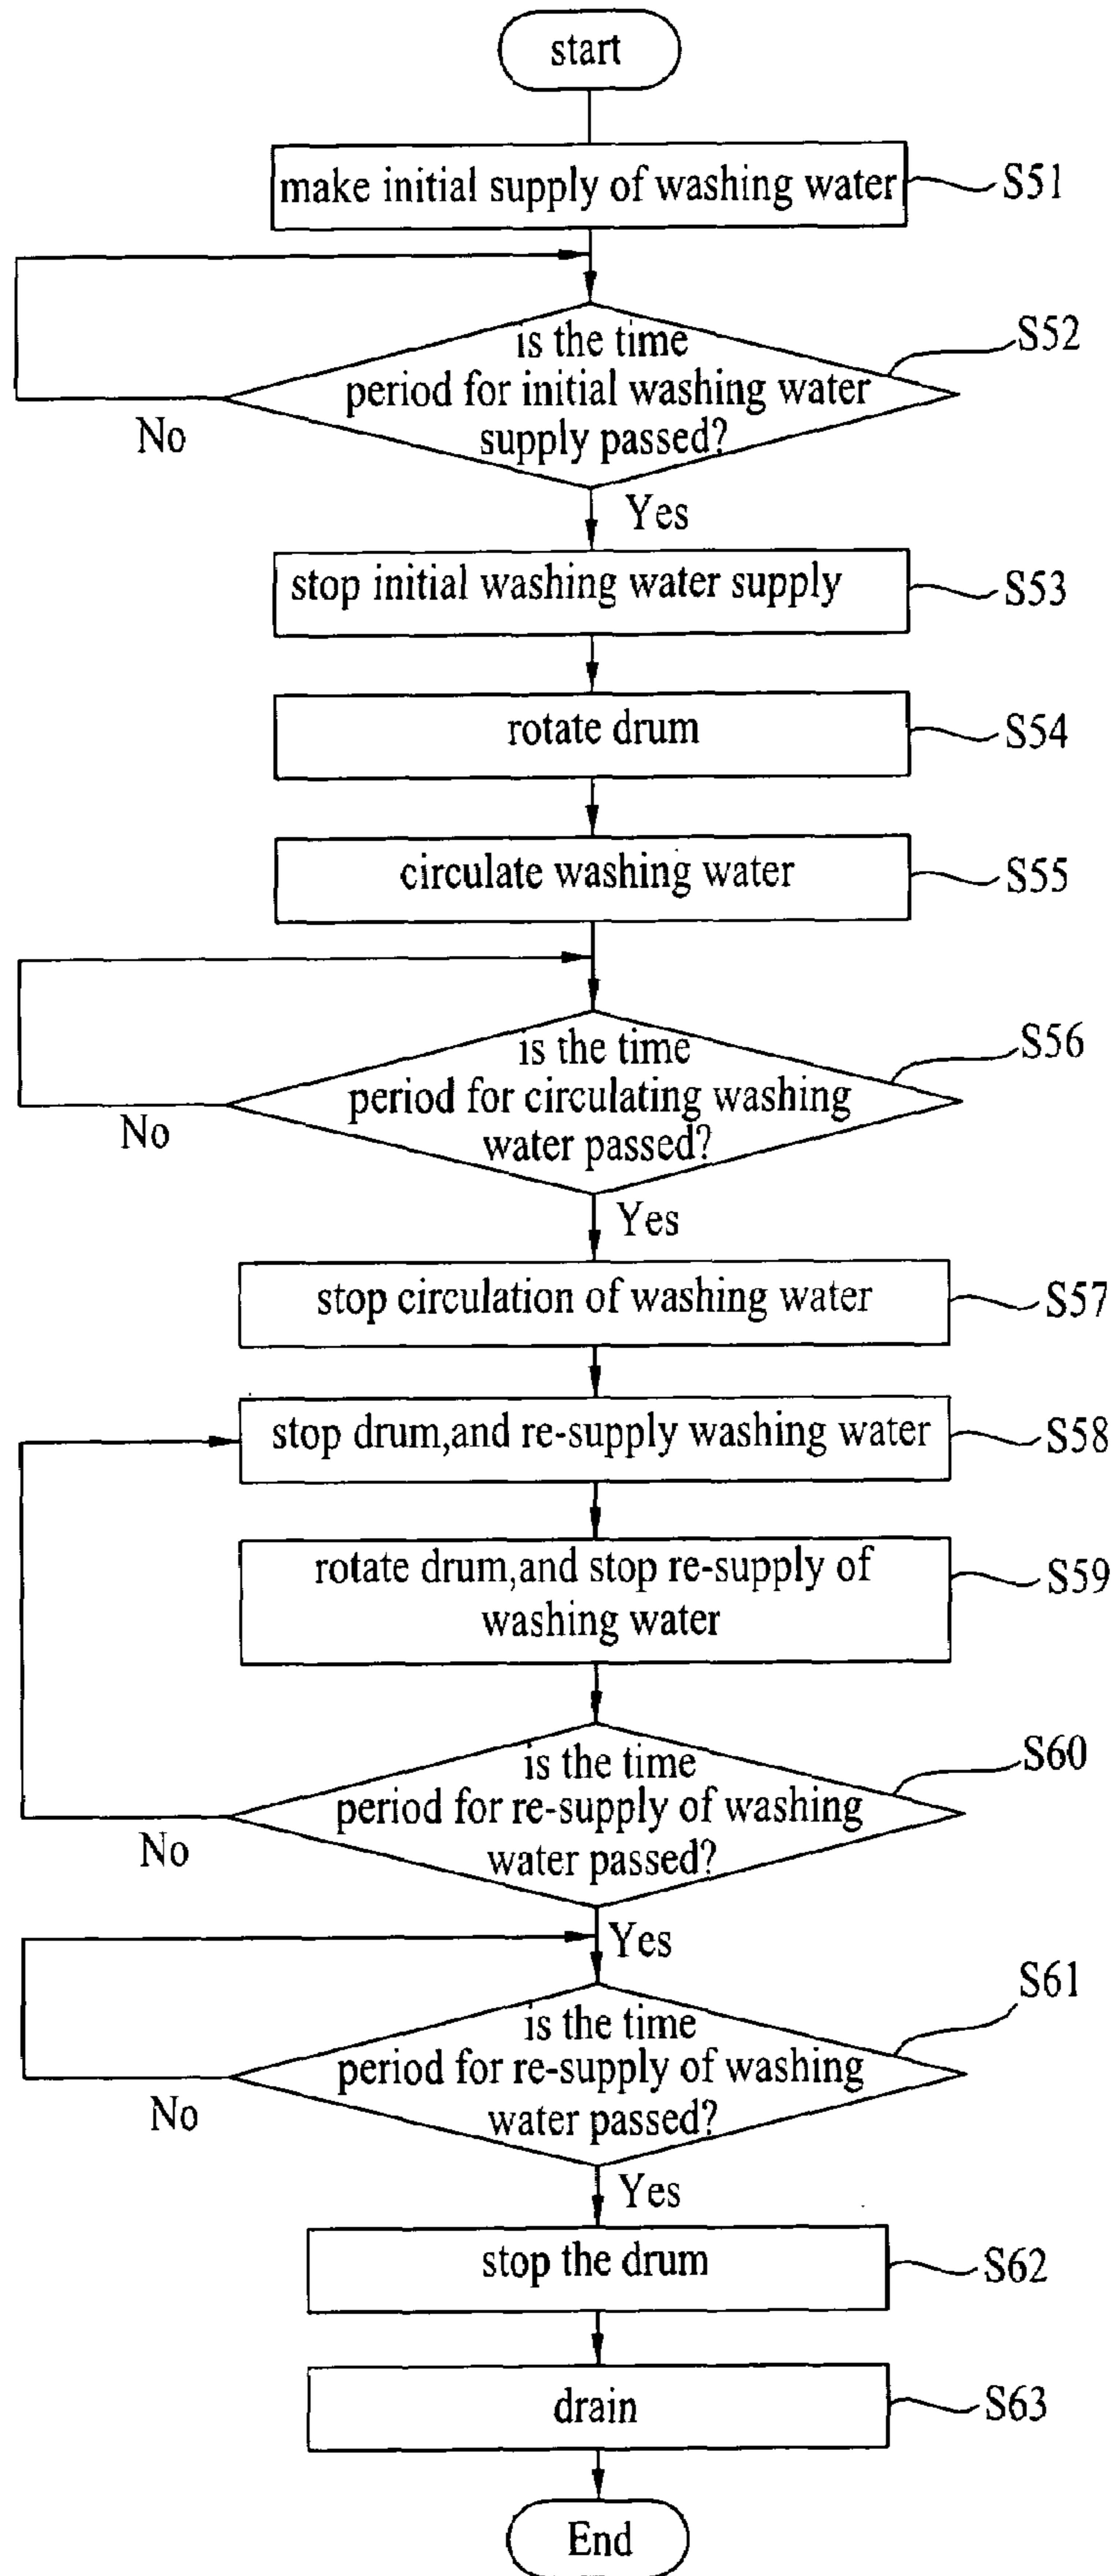 start
make initial supply of washing water
S51
is the time
period for initial washing water
supply passed?
S52
No
Yes
stop initial washing water supply
S53
rotate drum
S54
circulate washing water
S55
is the time
period for circulating washing
water passed?
S56
No
Yes
stop circulation of washing water
S57
stop drum,and re-supply washing water
S58
rotate drum,and stop re-supply of
washing water
S59
is the time
period for re-supply of washing
water passed?
S60
No
Yes
is the time
period for re-supply of washing
water passed?
S61
No
Yes
stop the drum
S62
drain
S63
End